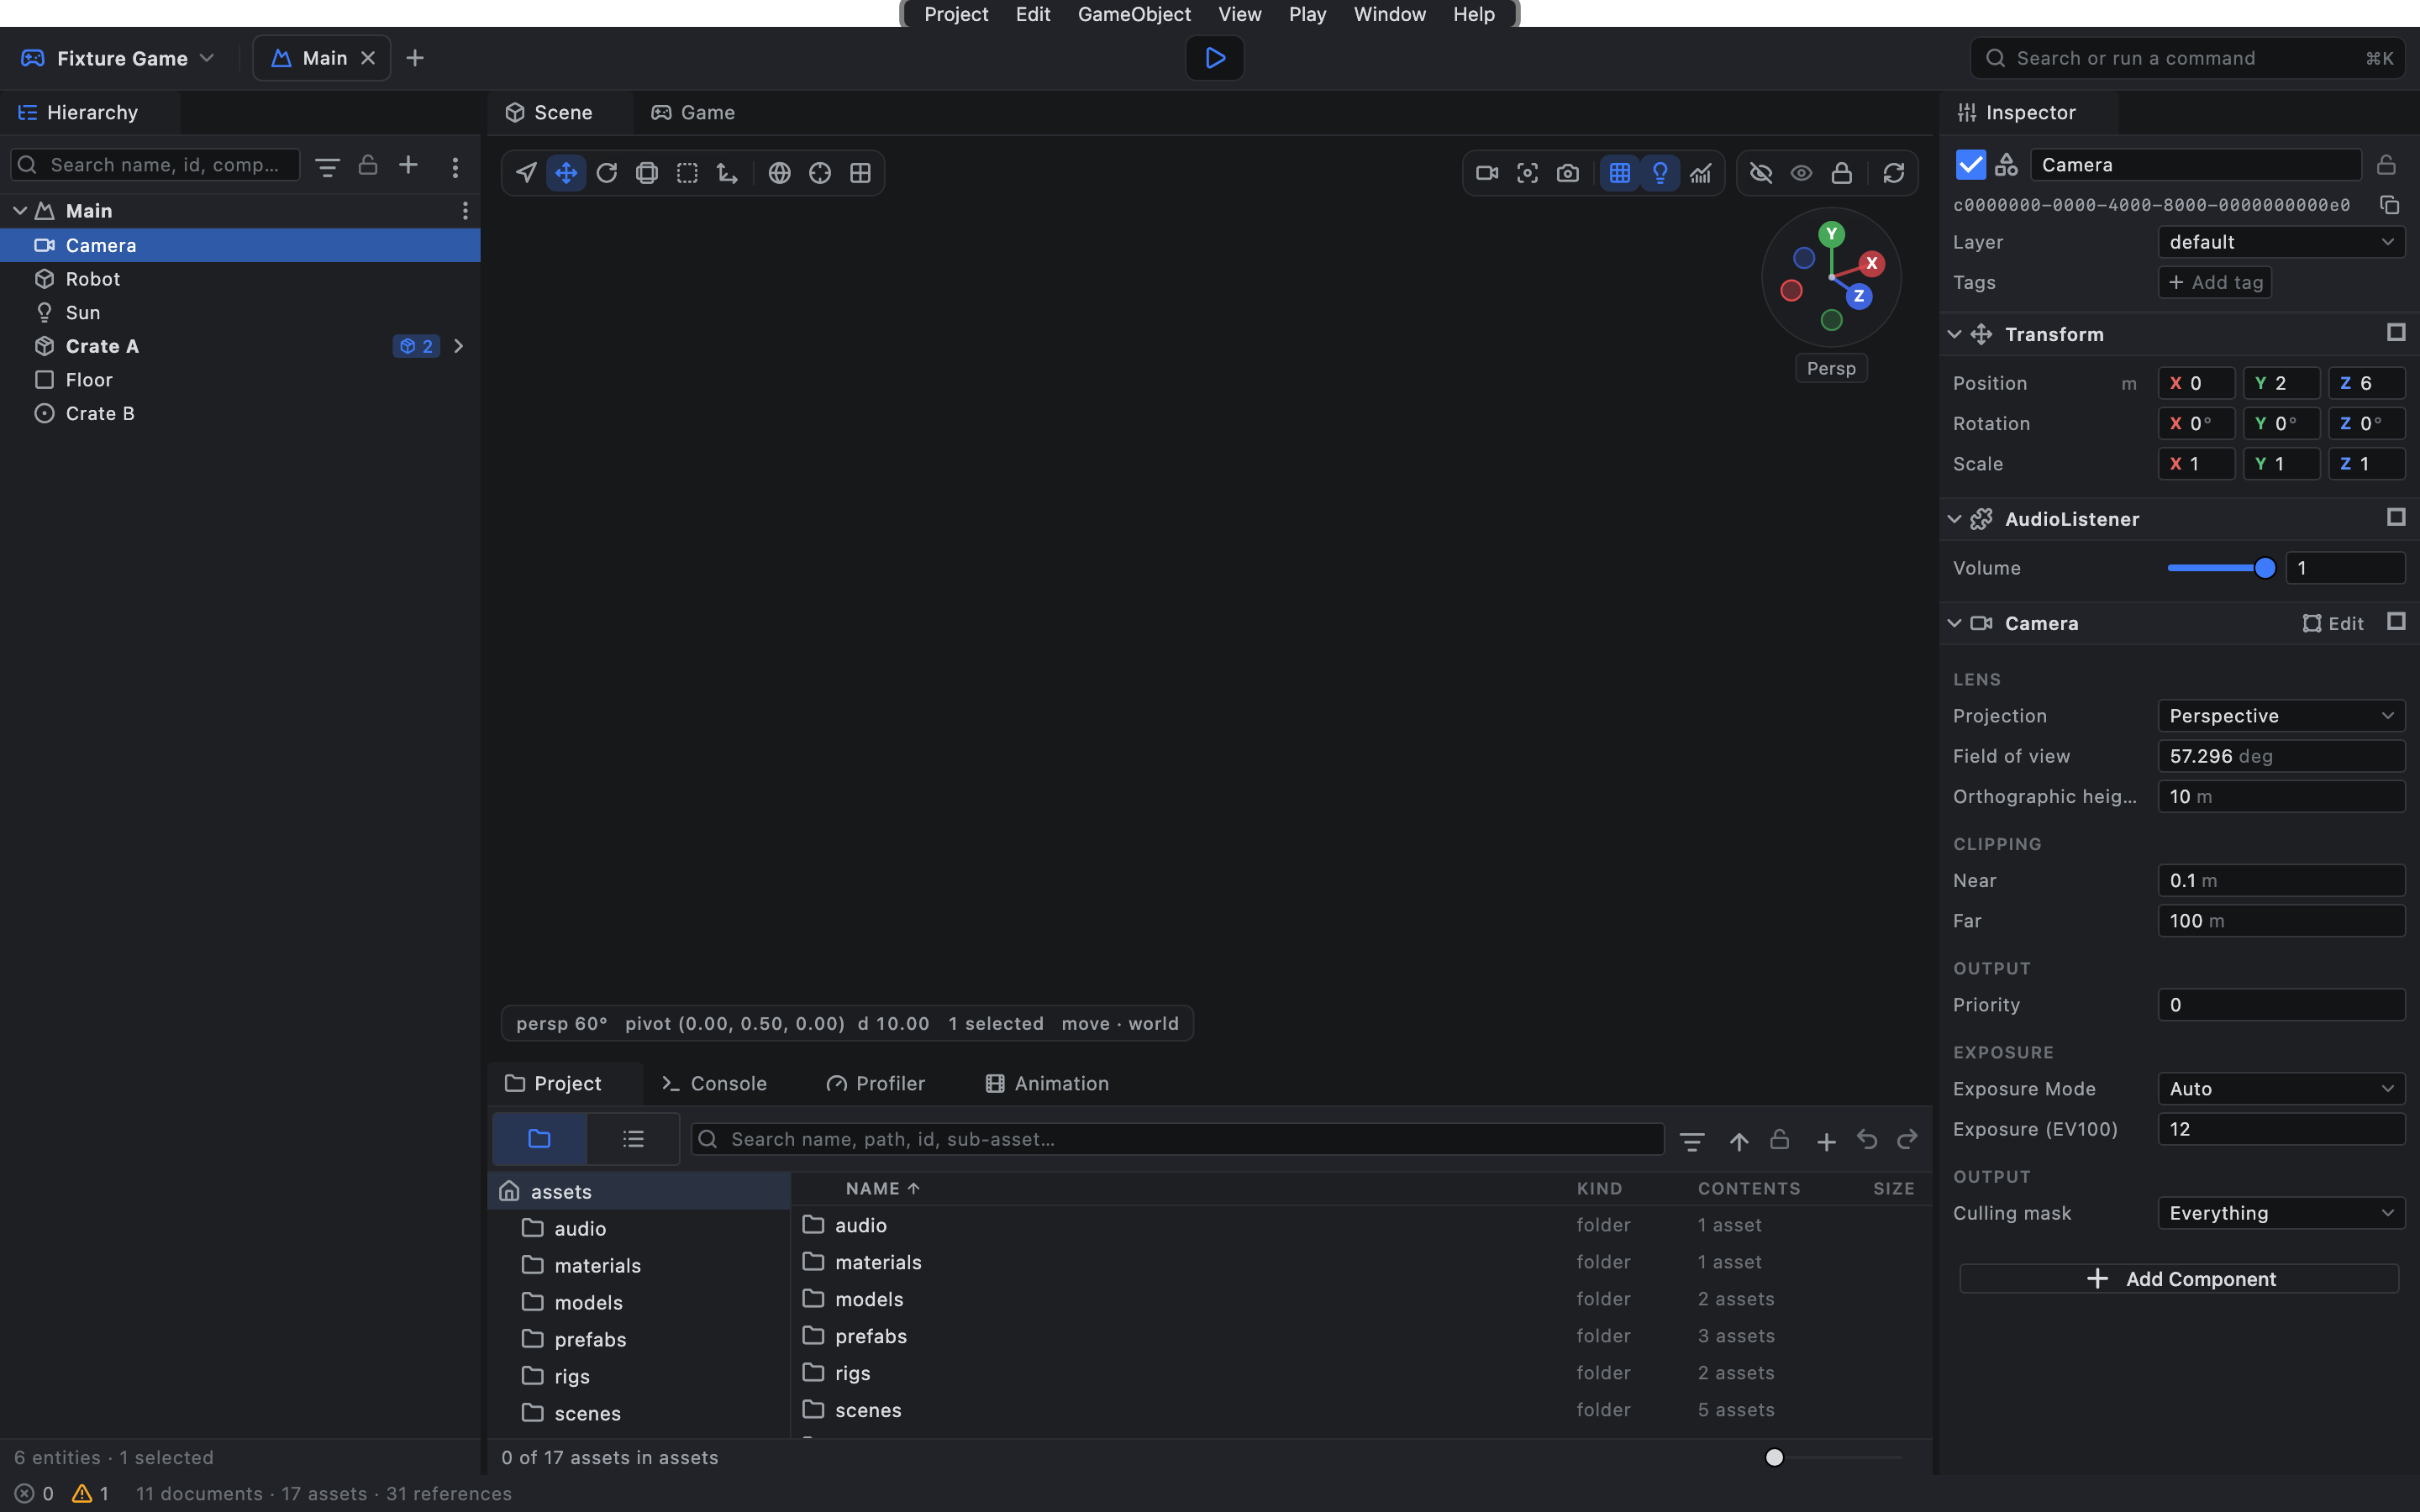 Project Edit GameObject View Play Window Help
Fixture Game Main Search or run a command ⌘K
Hierarchy
Search name, id, comp...
Main
Camera
Robot
Sun
Crate A 2
Floor
Crate B
6 entities · 1 selected
Scene Game
Y
X
Z
Persp
persp 60° pivot (0.00, 0.50, 0.00) d 10.00 1 selected move · world
Project Console Profiler Animation
Search name, path, id, sub-asset...
assets
audio
materials
models
prefabs
rigs
scenes
NAME ↑ KIND CONTENTS SIZE
audio folder 1 asset
materials folder 1 asset
models folder 2 assets
prefabs folder 3 assets
rigs folder 2 assets
scenes folder 5 assets
0 of 17 assets in assets
Inspector
Camera
c0000000-0000-4000-8000-0000000000e0
Layer default
Tags + Add tag
Transform
Position m X 0 Y 2 Z 6
Rotation X 0° Y 0° Z 0°
Scale X 1 Y 1 Z 1
AudioListener
Volume 1
Camera Edit
LENS
Projection Perspective
Field of view 57.296 deg
Orthographic heig... 10 m
CLIPPING
Near 0.1 m
Far 100 m
OUTPUT
Priority 0
EXPOSURE
Exposure Mode Auto
Exposure (EV100) 12
OUTPUT
Culling mask Everything
+ Add Component
0 1 11 documents · 17 assets · 31 references